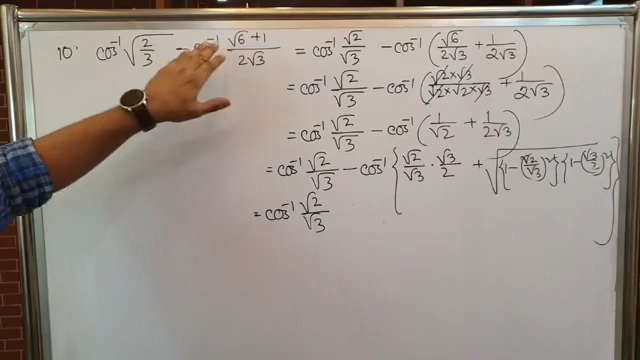 10. cos⁻¹ √(2/3) - cos⁻¹ (√6 + 1)/(2√3) = cos⁻¹ √2/√3 - cos⁻¹ (√6/(2√3) + 1/(2√3))
= cos⁻¹ √2/√3 - cos⁻¹ ((√2×√3)/(√2×√2×√3) + 1/(2√3))
= cos⁻¹ √2/√3 - cos⁻¹ (1/√2 + 1/(2√3))
= cos⁻¹ √2/√3 - cos⁻¹ {√2/√3 · √3/2 + √({1-(√2/√3)²}{1-(√3/2)²})}
= cos⁻¹ √2/√3